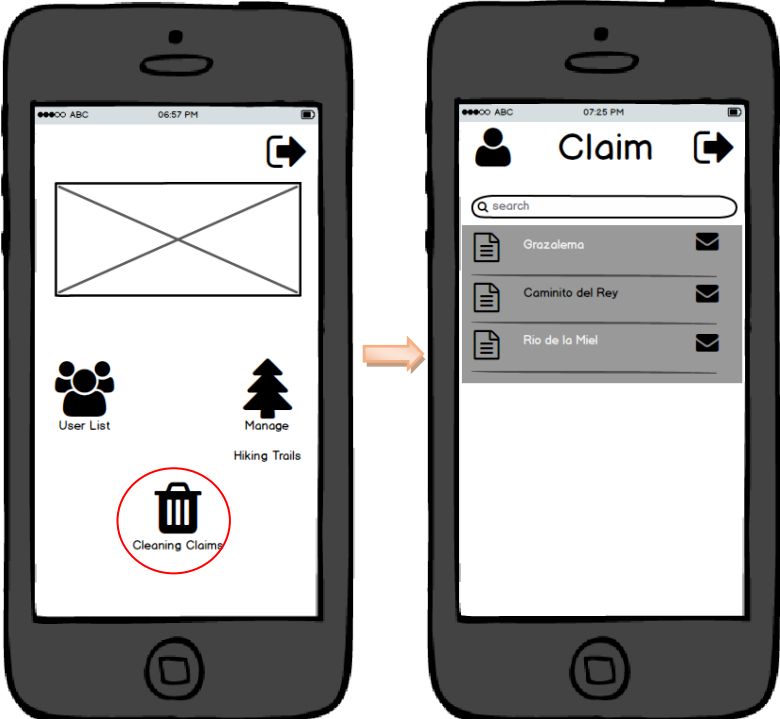 ABC 06:57 PM
User List
Manage
Hiking Trails
Cleaning Claims
ABC 07:25 PM
Claim
search
Grazalema
Caminito del Rey
Rio de la Miel